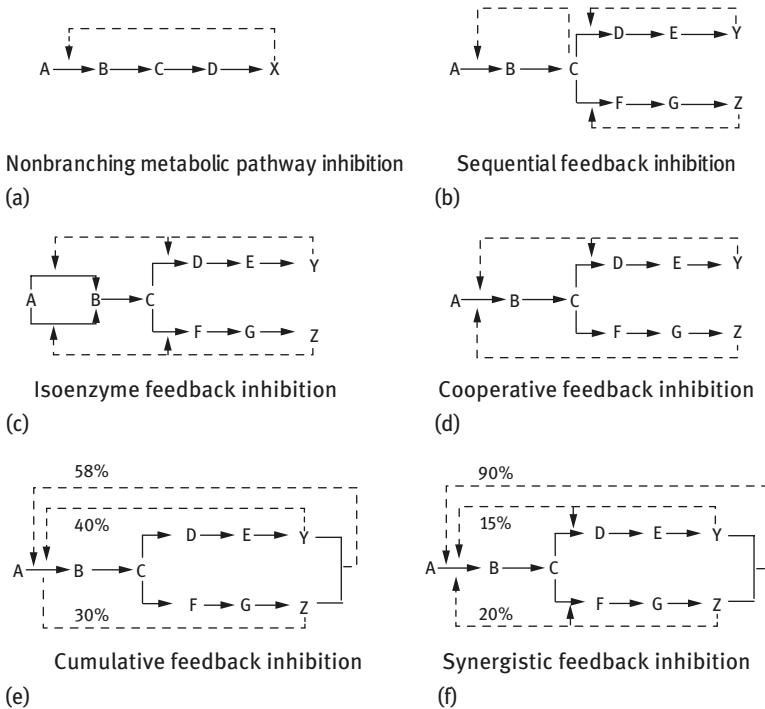 D E Y
A B C D X
A B C
F G Z
Nonbranching metabolic pathway inhibition
Sequential feedback inhibition
(a)
(b)
D E Y
A B C
F G Z
D E Y
A B C
F G Z
Isoenzyme feedback inhibition
Cooperative feedback inhibition
(c)
(d)
58%
40%
D E Y
A B C
30%
F G Z
90%
15%
D E Y
A B C
20%
F G Z
Cumulative feedback inhibition
Synergistic feedback inhibition
(e)
(f)